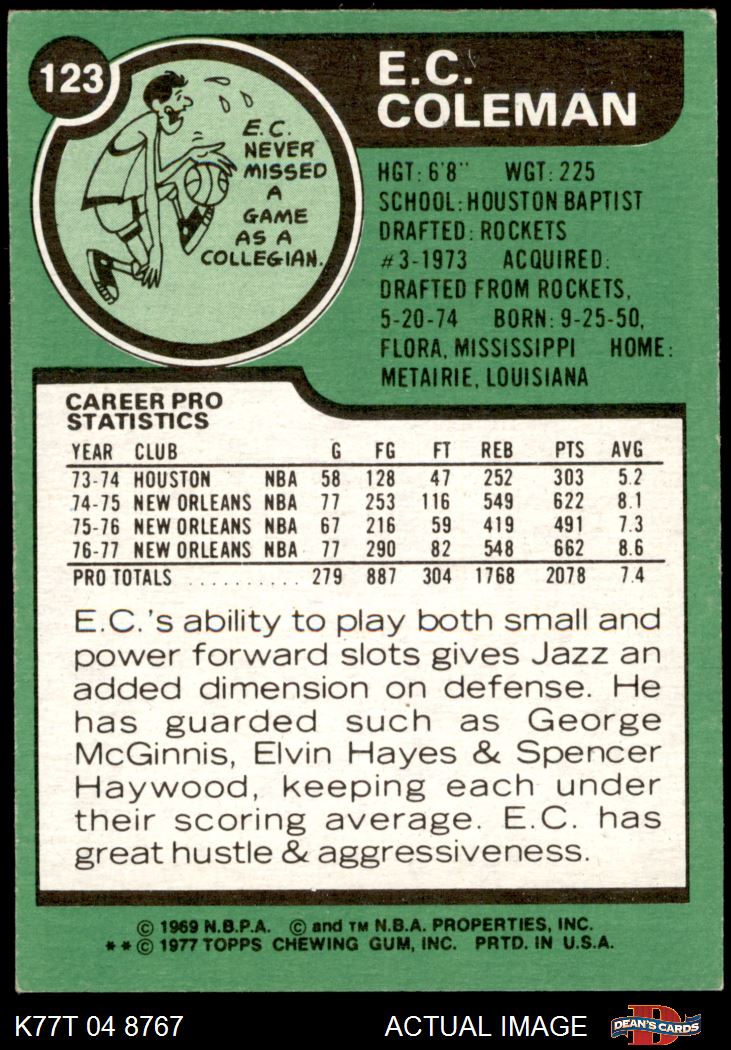 123
E.C.
COLEMAN
E.C.
NEVER
MISSED
A
GAME
AS A
COLLEGIAN.
HGT: 6'8" WGT: 225
SCHOOL: HOUSTON BAPTIST
DRAFTED: ROCKETS
#3-1973 ACQUIRED:
DRAFTED FROM ROCKETS,
5-20-74 BORN: 9-25-50,
FLORA, MISSISSIPPI HOME:
METAIRIE, LOUISIANA
CAREER PRO
STATISTICS
YEAR CLUB G FG FT REB PTS AVG
73-74 HOUSTON NBA 58 128 47 252 303 5.2
74-75 NEW ORLEANS NBA 77 253 116 549 622 8.1
75-76 NEW ORLEANS NBA 67 216 59 419 491 7.3
76-77 NEW ORLEANS NBA 77 290 82 548 662 8.6
PRO TOTALS .......... 279 887 304 1768 2078 7.4
E.C.'s ability to play both small and
power forward slots gives Jazz an
added dimension on defense. He
has guarded such as George
McGinnis, Elvin Hayes & Spencer
Haywood, keeping each under
their scoring average. E.C. has
great hustle & aggressiveness.
© 1969 N.B.P.A. © and TM N.B.A. PROPERTIES, INC.
**© 1977 TOPPS CHEWING GUM, INC. PRTD. IN U.S.A.
K77T 04 8767 ACTUAL IMAGE
D
DEAN'S CARDS